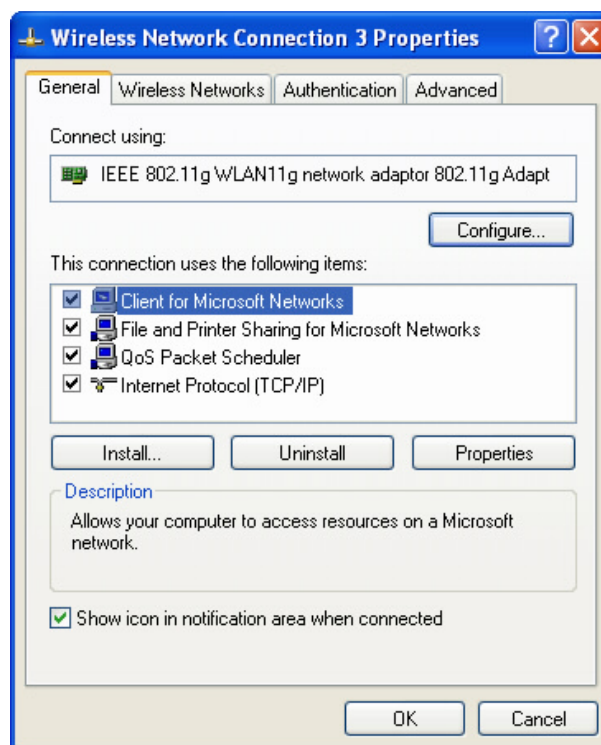 Wireless Network Connection 3 Properties
General Wireless Networks Authentication Advanced
Connect using:
IEEE 802.11g WLAN11g network adaptor 802.11g Adapt
Configure...
This connection uses the following items:
Client for Microsoft Networks
File and Printer Sharing for Microsoft Networks
QoS Packet Scheduler
Internet Protocol (TCP/IP)
Install... Uninstall Properties
Description
Allows your computer to access resources on a Microsoft
network.
Show icon in notification area when connected
OK Cancel